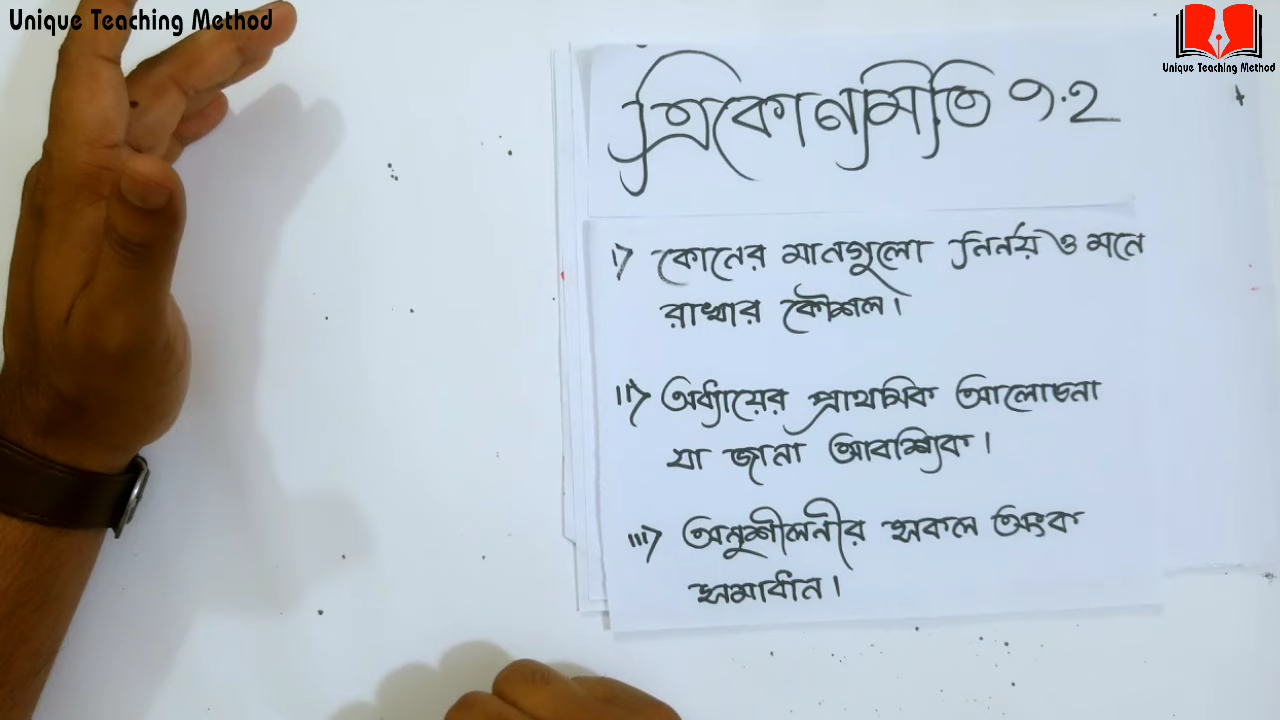 Unique Teaching Method
Unique Teaching Method
ত্রিকোণমিতি ৯.২
i> কোনের মানগুলো নির্নয় ও মনে
রাখার কৌশল।
ii> অধ্যায়ের প্রাথমিক আলোচনা
যা জানা আবশ্যিক।
iii> অনুশীলনীর সকল অংক
সমাধান।